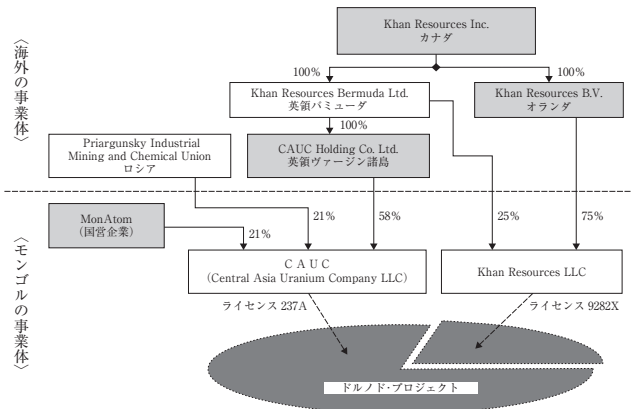 〈海外の事業体〉
Khan Resources Inc.
カナダ
100%
100%
Khan Resources Bermuda Ltd.
英領バミューダ
Khan Resources B.V.
オランダ
100%
Priargunsky Industrial
Mining and Chemical Union
ロシア
CAUC Holding Co. Ltd.
英領ヴァージン諸島
〈モンゴルの事業体〉
MonAtom
(国営企業)
21%
21%
58%
25%
75%
C A U C
(Central Asia Uranium Company LLC)
Khan Resources LLC
ライセンス 237A
ライセンス 9282X
ドルノド・プロジェクト